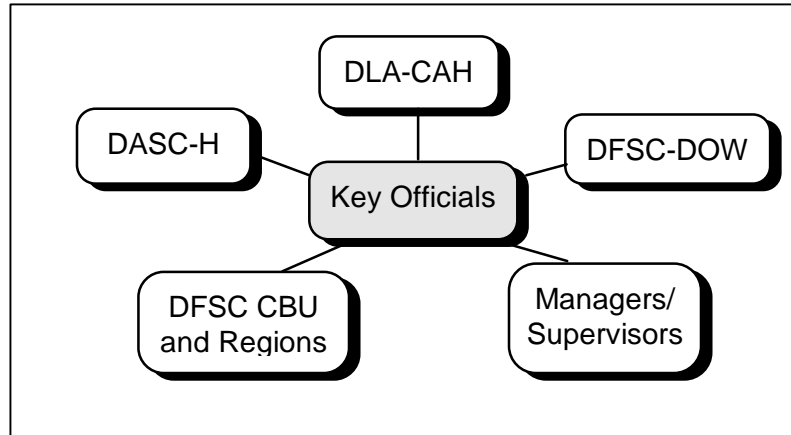 DLA-CAH
DASC-H
DFSC-DOW
Key Officials
DFSC CBU
and Regions
Managers/
Supervisors